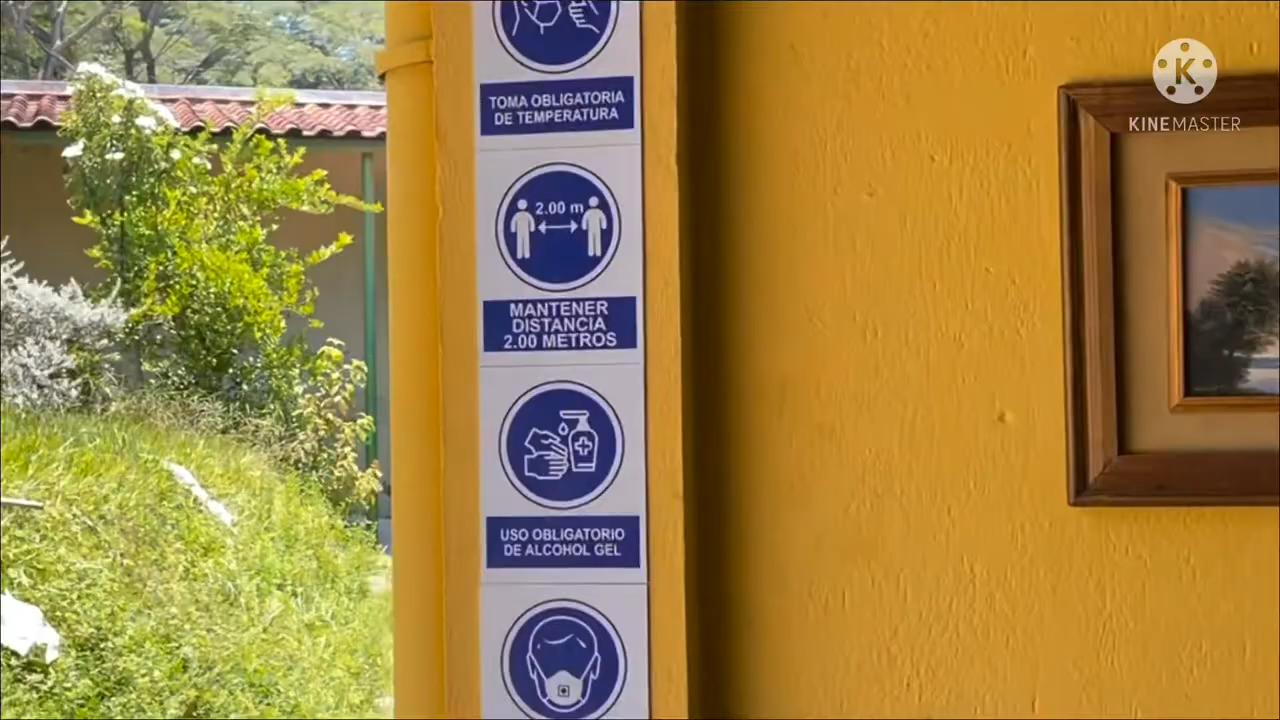 K
KINEMASTER
TOMA OBLIGATORIA
DE TEMPERATURA
2.00 m
MANTENER
DISTANCIA
2.00 METROS
USO OBLIGATORIO
DE ALCOHOL GEL